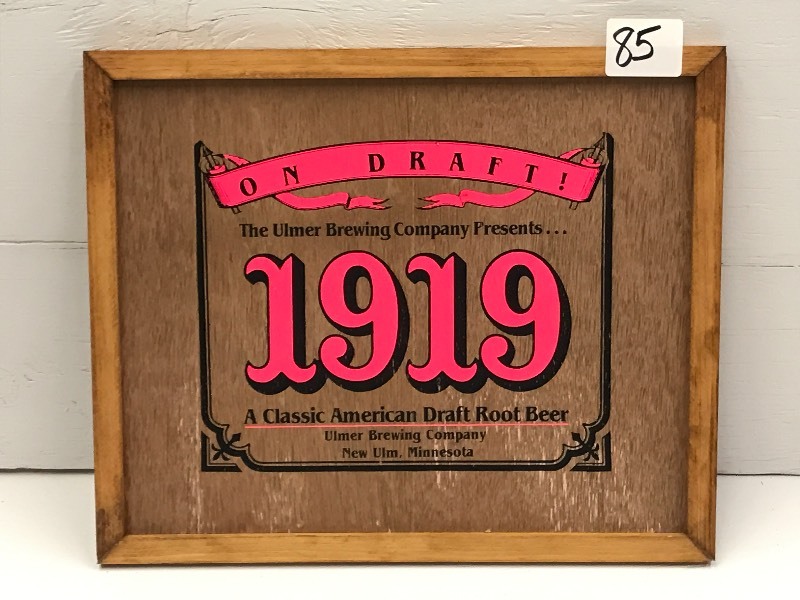 85
ON DRAFT!
The Ulmer Brewing Company Presents...
1919
A Classic American Draft Root Beer
Ulmer Brewing Company
New Ulm, Minnesota